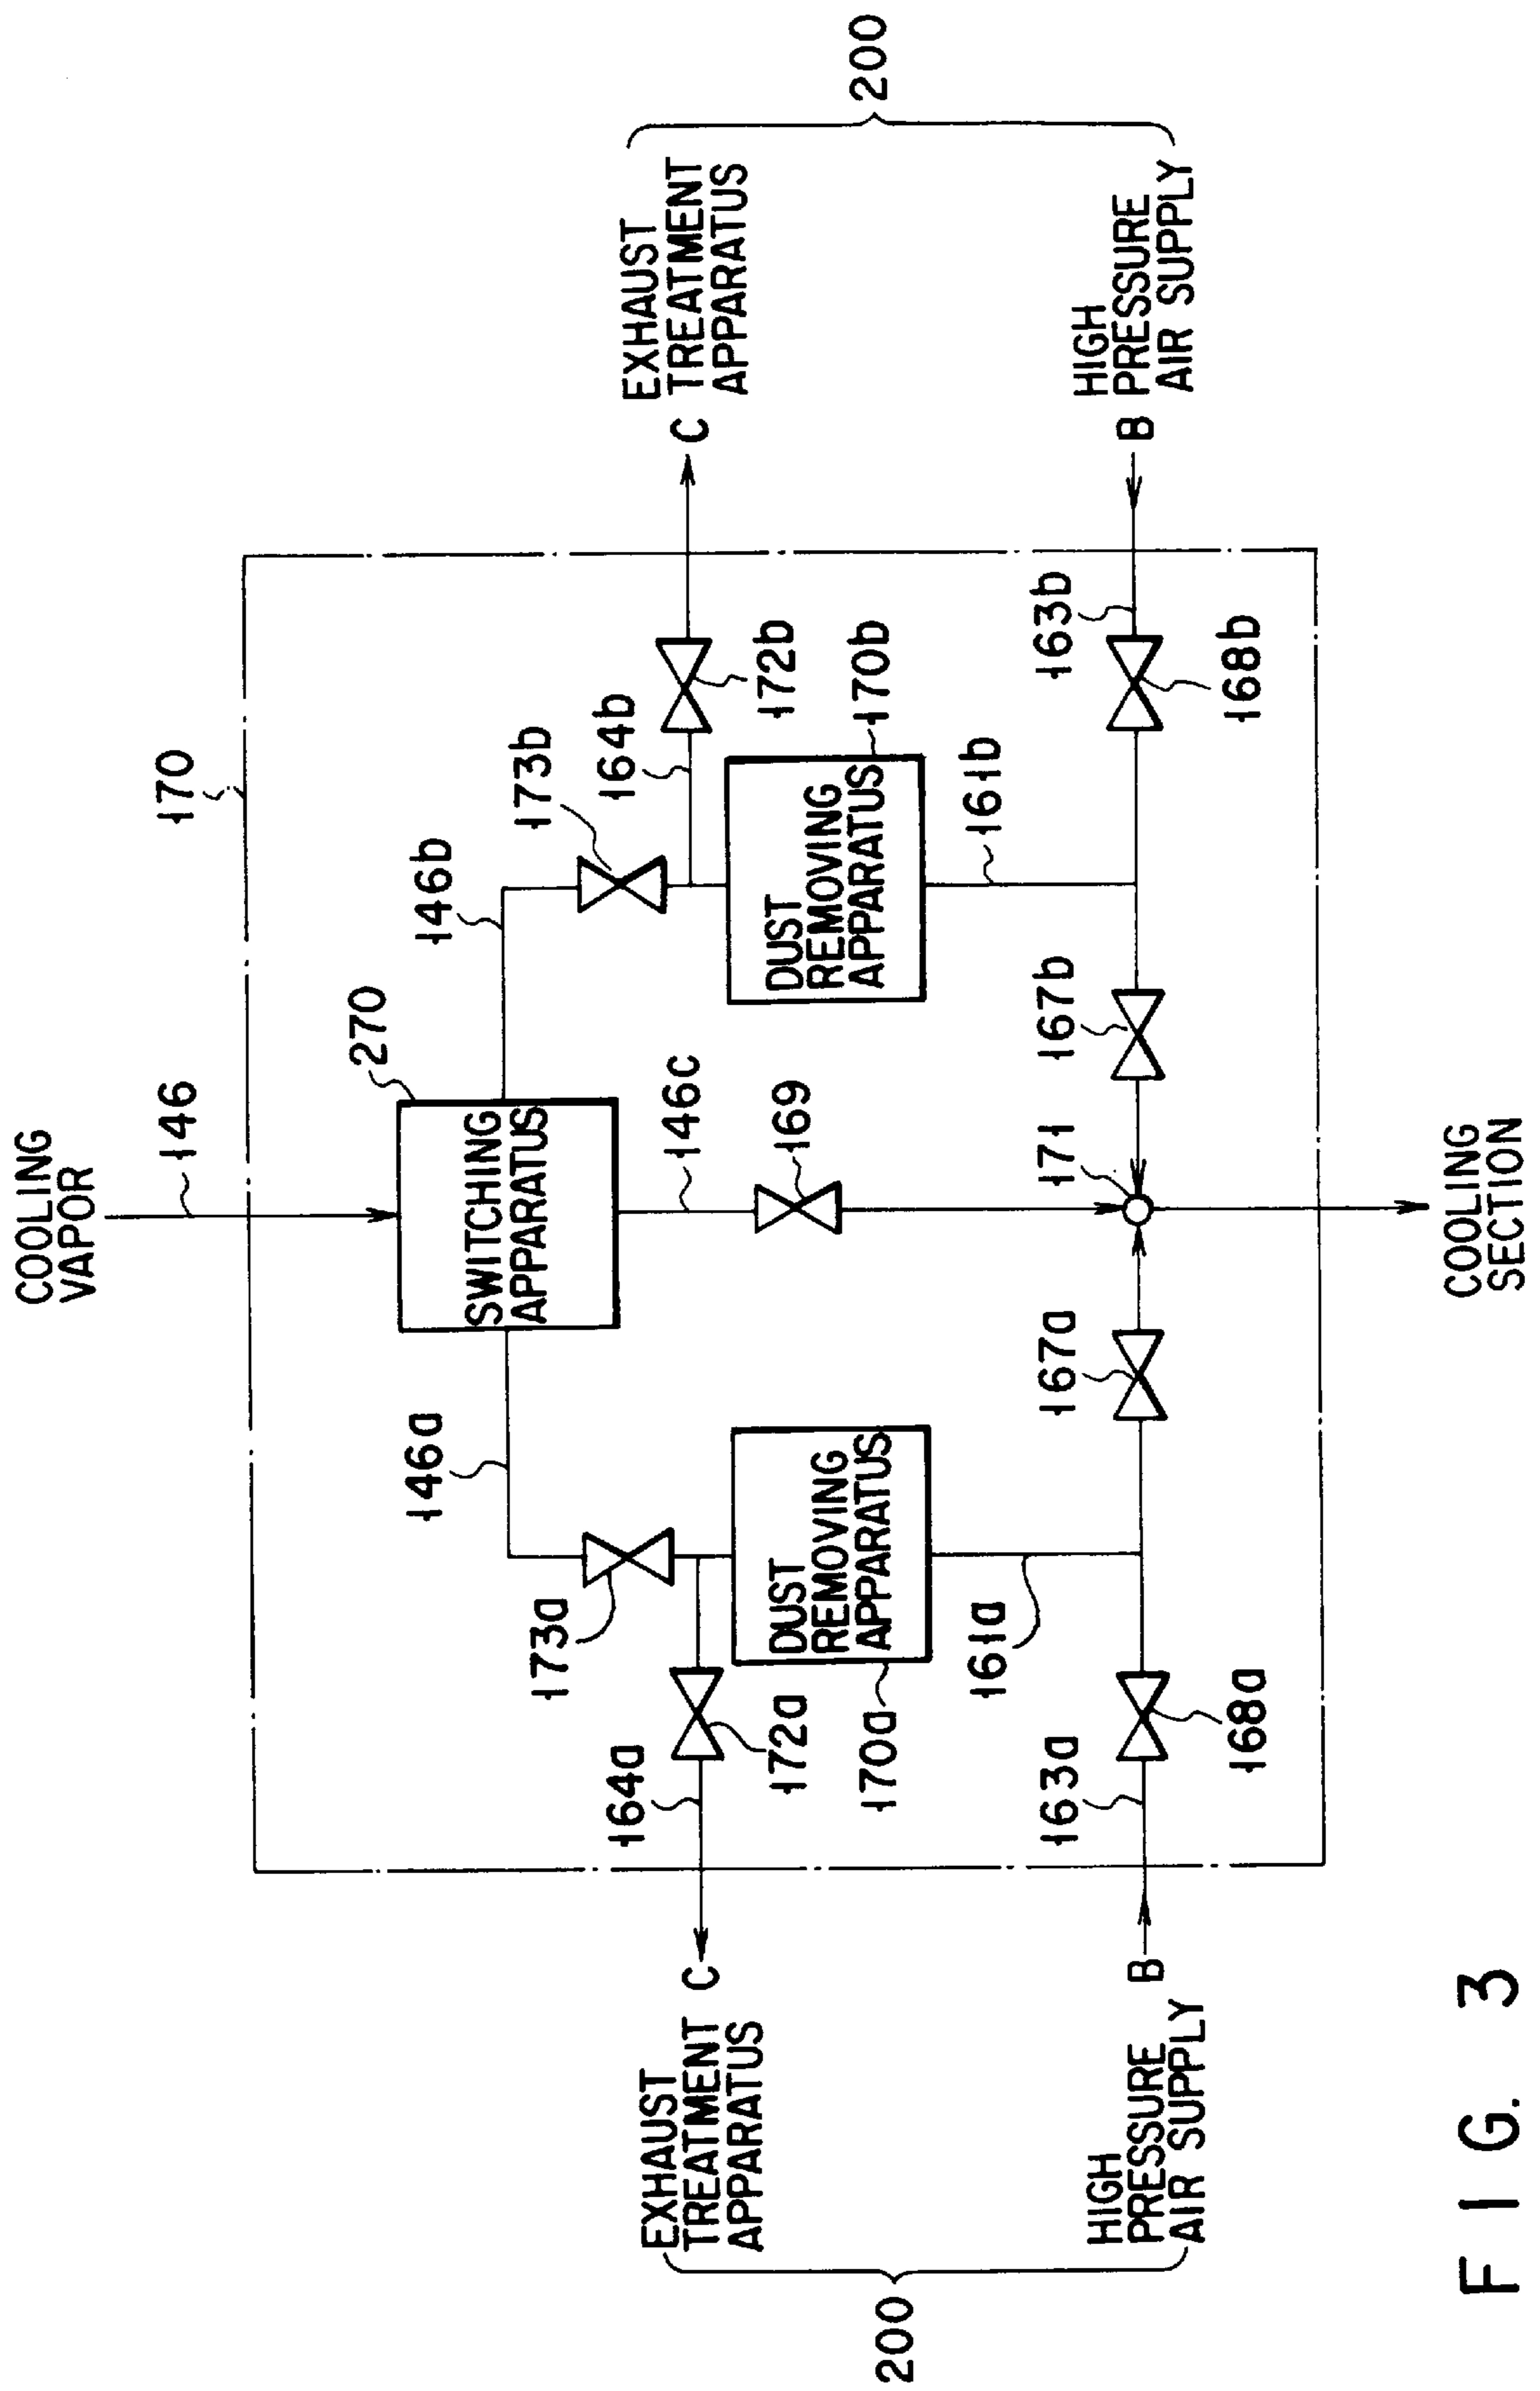 COOLING
VAPOR
146
170
270
SWITCHING
APPARATUS
146a
146b
146c
173a
173b
164a
164b
172a
172b
169
EXHAUST
TREATMENT
APPARATUS
C
C
EXHAUST
TREATMENT
APPARATUS
200
200
DUST
REMOVING
APPARATUS
170a
DUST
REMOVING
APPARATUS
170b
161a
161b
HIGH
PRESSURE
AIR SUPPLY
B
163a
168a
167a
171
167b
163b
168b
B
HIGH
PRESSURE
AIR SUPPLY
COOLING
SECTION
FIG. 3